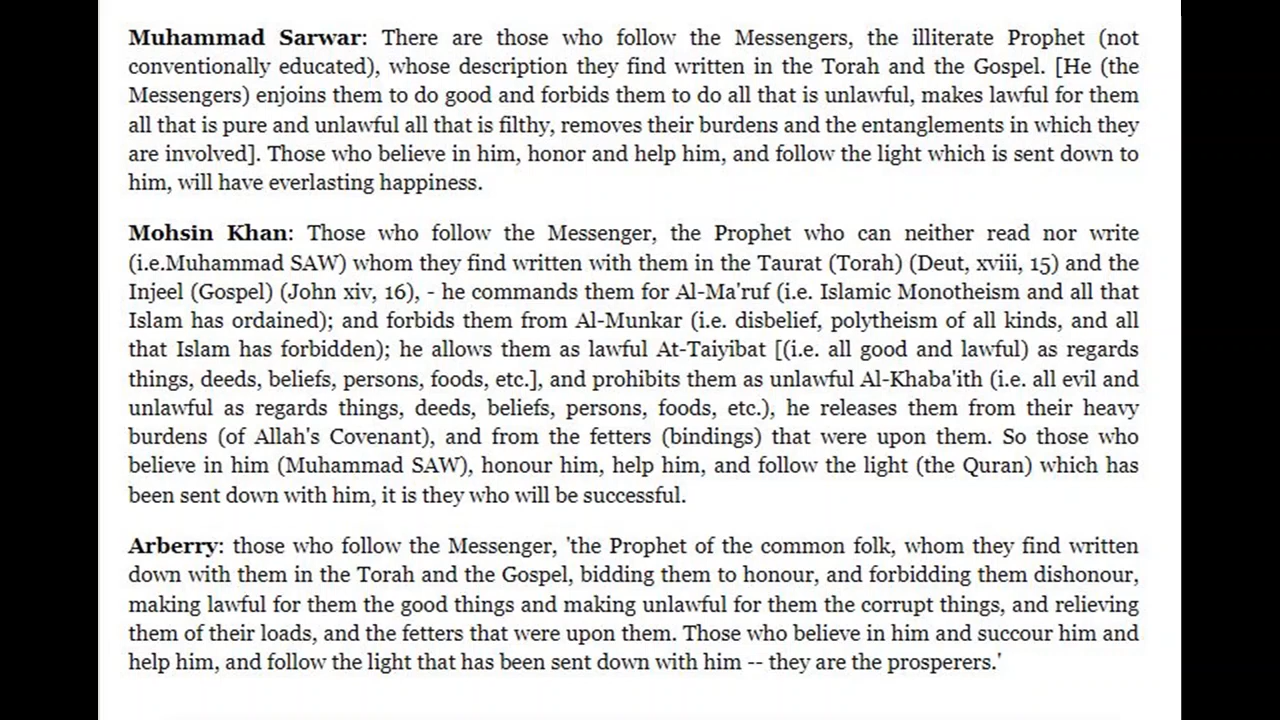 Muhammad Sarwar: There are those who follow the Messengers, the illiterate Prophet (not
conventionally educated), whose description they find written in the Torah and the Gospel. [He (the
Messengers) enjoins them to do good and forbids them to do all that is unlawful, makes lawful for them
all that is pure and unlawful all that is filthy, removes their burdens and the entanglements in which they
are involved]. Those who believe in him, honor and help him, and follow the light which is sent down to
him, will have everlasting happiness.
Mohsin Khan: Those who follow the Messenger, the Prophet who can neither read nor write
(i.e.Muhammad SAW) whom they find written with them in the Taurat (Torah) (Deut, xviii, 15) and the
Injeel (Gospel) (John xiv, 16), - he commands them for Al-Ma'ruf (i.e. Islamic Monotheism and all that
Islam has ordained); and forbids them from Al-Munkar (i.e. disbelief, polytheism of all kinds, and all
that Islam has forbidden); he allows them as lawful At-Taiyibat [(i.e. all good and lawful) as regards
things, deeds, beliefs, persons, foods, etc.], and prohibits them as unlawful Al-Khaba'ith (i.e. all evil and
unlawful as regards things, deeds, beliefs, persons, foods, etc.), he releases them from their heavy
burdens (of Allah's Covenant), and from the fetters (bindings) that were upon them. So those who
believe in him (Muhammad SAW), honour him, help him, and follow the light (the Quran) which has
been sent down with him, it is they who will be successful.
Arberry: those who follow the Messenger, 'the Prophet of the common folk, whom they find written
down with them in the Torah and the Gospel, bidding them to honour, and forbidding them dishonour,
making lawful for them the good things and making unlawful for them the corrupt things, and relieving
them of their loads, and the fetters that were upon them. Those who believe in him and succour him and
help him, and follow the light that has been sent down with him -- they are the prosperers.'